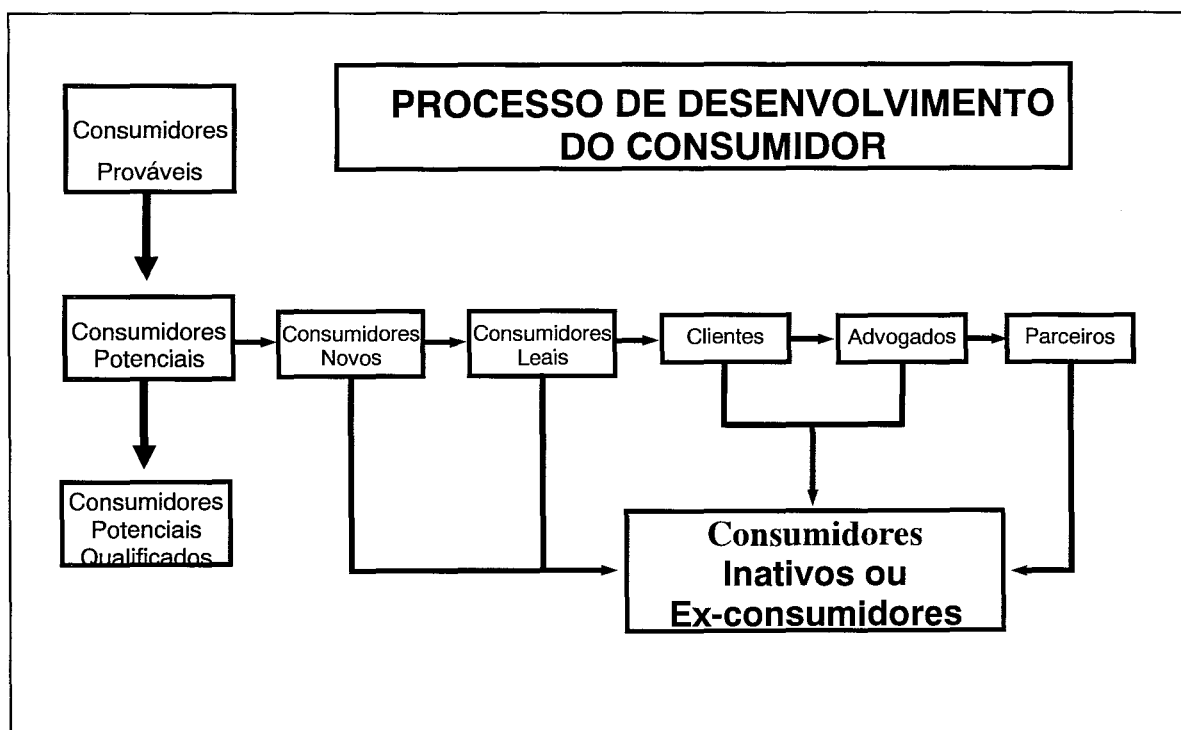 PROCESSO DE DESENVOLVIMENTO
DO CONSUMIDOR
Consumidores
Prováveis
Consumidores
Potenciais
Consumidores
Novos
Consumidores
Leais
Clientes
Advogados
Parceiros
Consumidores
Potenciais
Qualificados
Consumidores
Inativos ou
Ex-consumidores